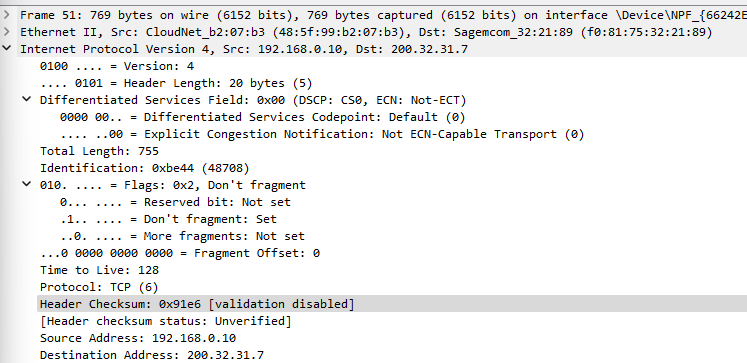 Frame 51: 769 bytes on wire (6152 bits), 769 bytes captured (6152 bits) on interface \Device\NPF_{66242E
Ethernet II, Src: CloudNet_b2:07:b3 (48:5f:99:b2:07:b3), Dst: Sagemcom_32:21:89 (f0:81:75:32:21:89)
Internet Protocol Version 4, Src: 192.168.0.10, Dst: 200.32.31.7
0100 .... = Version: 4
.... 0101 = Header Length: 20 bytes (5)
Differentiated Services Field: 0x00 (DSCP: CS0, ECN: Not-ECT)
0000 00.. = Differentiated Services Codepoint: Default (0)
.... ..00 = Explicit Congestion Notification: Not ECN-Capable Transport (0)
Total Length: 755
Identification: 0xbe44 (48708)
010. .... = Flags: 0x2, Don't fragment
0... .... = Reserved bit: Not set
.1.. .... = Don't fragment: Set
..0. .... = More fragments: Not set
...0 0000 0000 0000 = Fragment Offset: 0
Time to Live: 128
Protocol: TCP (6)
Header Checksum: 0x91e6 [validation disabled]
[Header checksum status: Unverified]
Source Address: 192.168.0.10
Destination Address: 200.32.31.7